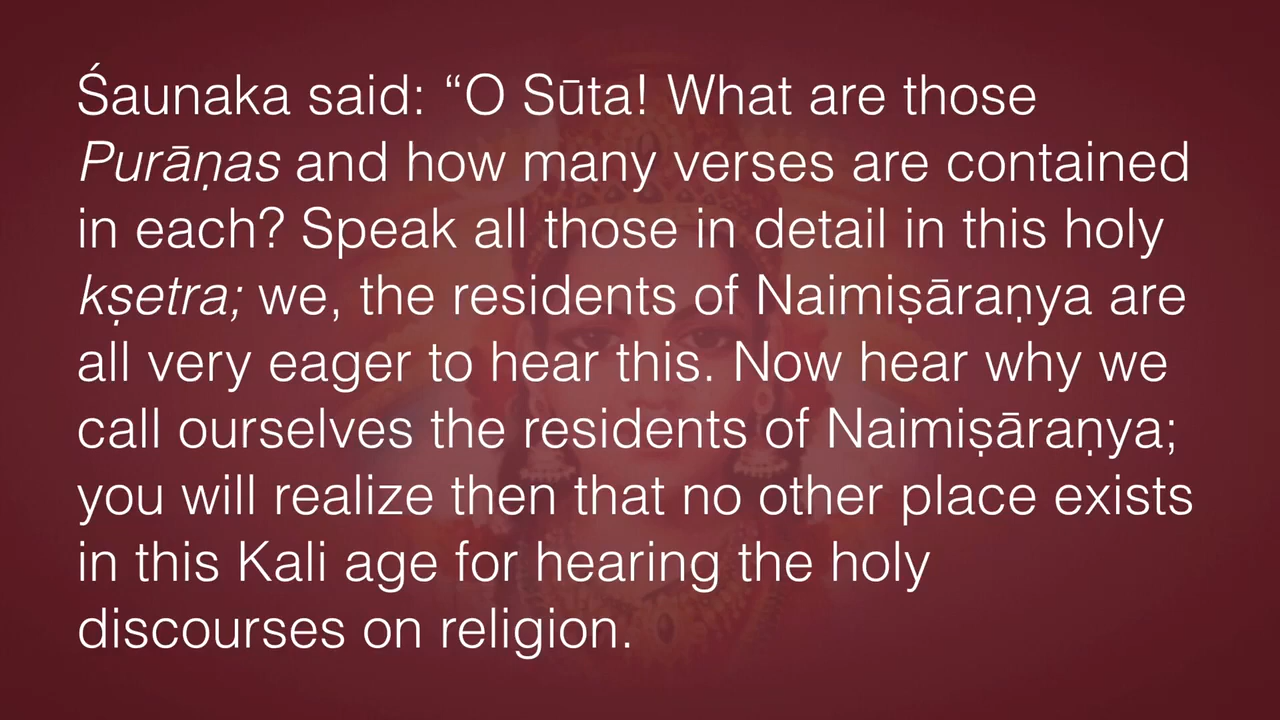 Śaunaka said: “O Sūta! What are those
Purāṇas and how many verses are contained
in each? Speak all those in detail in this holy
kṣetra; we, the residents of Naimiṣāraṇya are
all very eager to hear this. Now hear why we
call ourselves the residents of Naimiṣāraṇya;
you will realize then that no other place exists
in this Kali age for hearing the holy
discourses on religion.